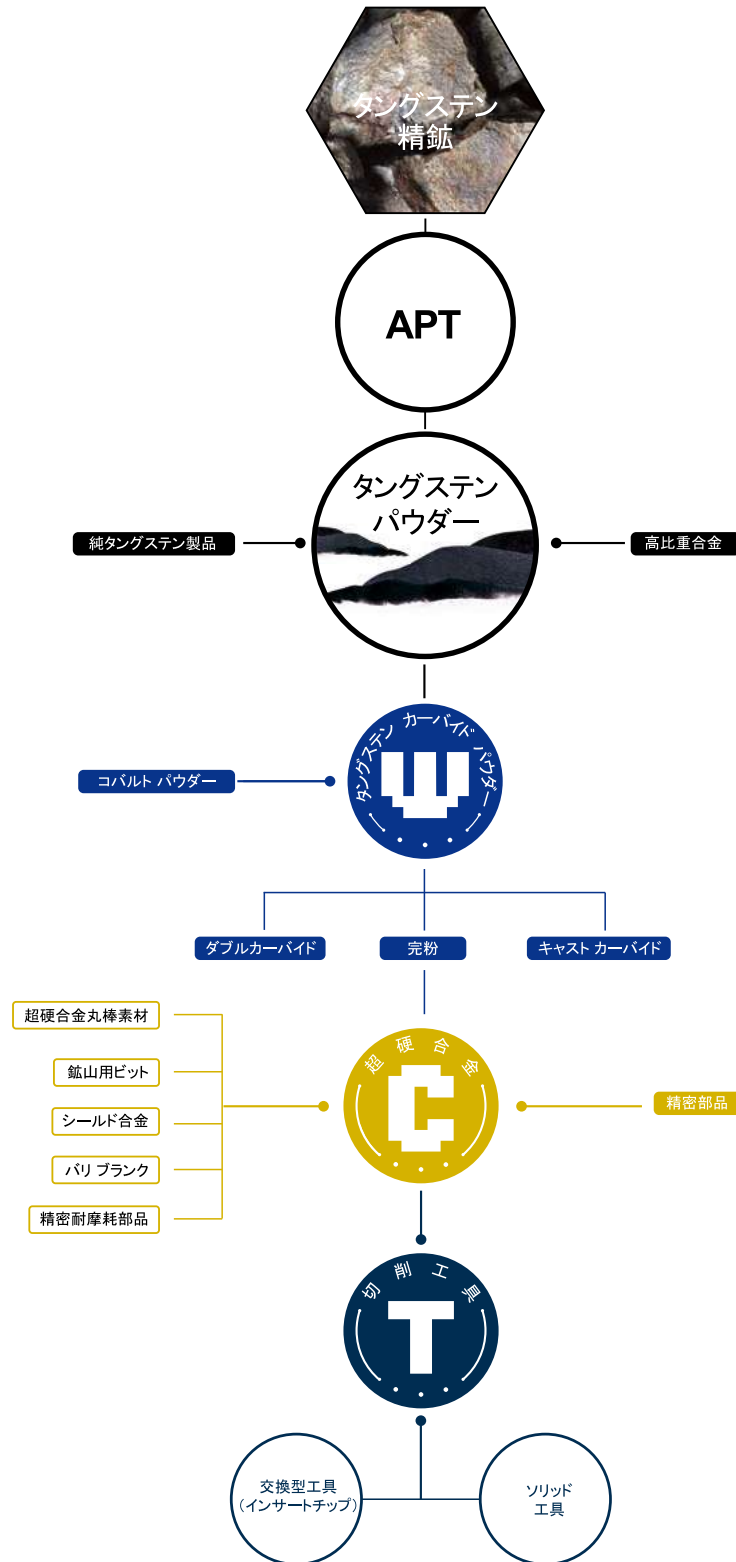 タングステン
精鉱
APT
タングステン
パウダー
純タングステン製品
高比重合金
タングステン カーバイド パウダー
W
コバルト パウダー
ダブルカーバイド
完粉
キャスト カーバイド
超硬合金丸棒素材
鉱山用ビット
シールド合金
バリ ブランク
精密耐摩耗部品
超硬合金
C
精密部品
切削工具
T
交換型工具
(インサートチップ)
ソリッド
工具